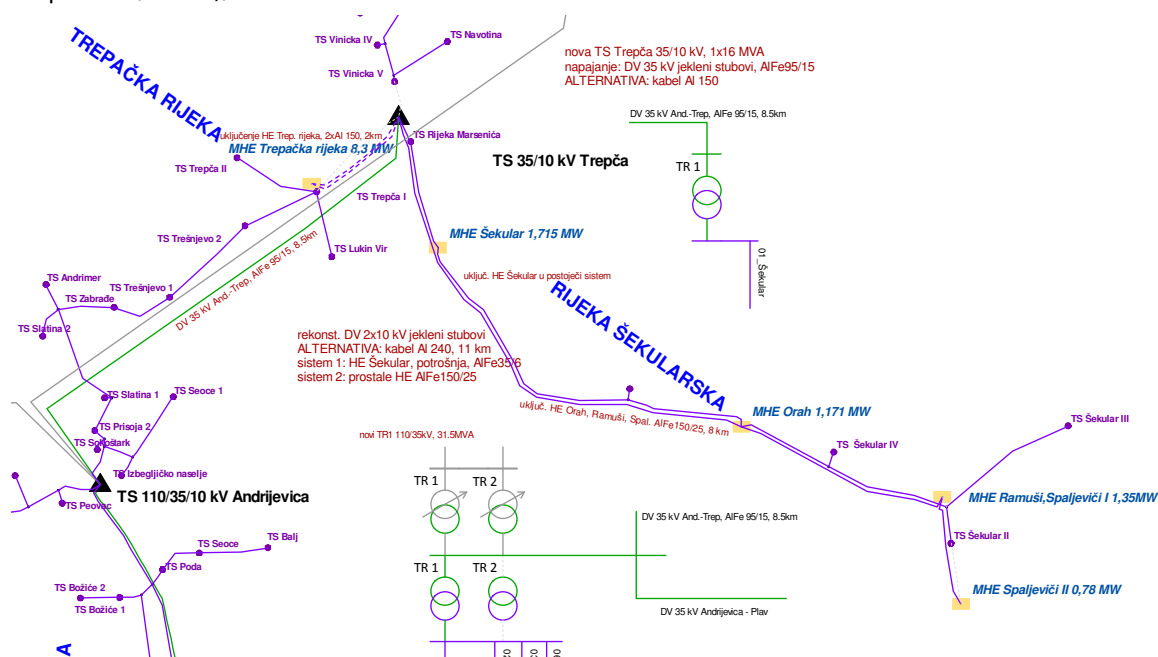 TS Vinicka IV
TS Navotina
TS Vinicka V
TREPAČKA RIJEKA
nova TS Trepča 35/10 kV, 1x16 MVA
napajanje: DV 35 kV jekleni stubovi, AlFe95/15
ALTERNATIVA: kabel Al 150
DV 35 kV And.-Trep, AlFe 95/15, 8.5km
uključenje HE Trep. rijeka, 2xAl 150, 2km
MHE Trepačka rijeka 8,3 MW
TS Rijeka Marsenića
TS 35/10 kV Trepča
TR 1
TS Trepča II
TS Trepča I
TS Trešnjevo 2
TS Lukin Vir
MHE Šekular 1,715 MW
01_Šekular
DV 35 kV And.-Trep, AlFe 95/15, 8.5km
uključ. HE Šekular u postoječi sistem
TS Andrimer
TS Trešnjevo 1
TS Zabrađe
TS Slatina 2
RIJEKA ŠEKULARSKA
rekonst. DV 2x10 kV jekleni stubovi
ALTERNATIVA: kabel Al 240, 11 km
sistem 1: HE Šekular, potrošnja, AlFe35/6
sistem 2: prostale HE AlFe150/25
TS Slatina 1
TS Seoce 1
uključ. HE Orah, Ramuši, Spal. AlFe150/25, 8 km
MHE Orah 1,171 MW
TS Šekular III
TS Prisoja 2
TS Sokoštark
novi TR1 110/35kV, 31.5MVA
TS Šekular IV
TS Izbegljičko naselje
TS 110/35/10 kV Andrijevica
TS Peovac
TR 1
TR 2
MHE Ramuši,Spaljeviči I 1,35MW
DV 35 kV And.-Trep, AlFe 95/15, 8.5km
TS Šekular II
TS Balj
TS Seoce
TS Poda
TR 1
TR 2
TS Božiće 2
TS Božiće 1
MHE Spaljeviči II 0,78 MW
DV 35 kV Andrijevica - Plav
A